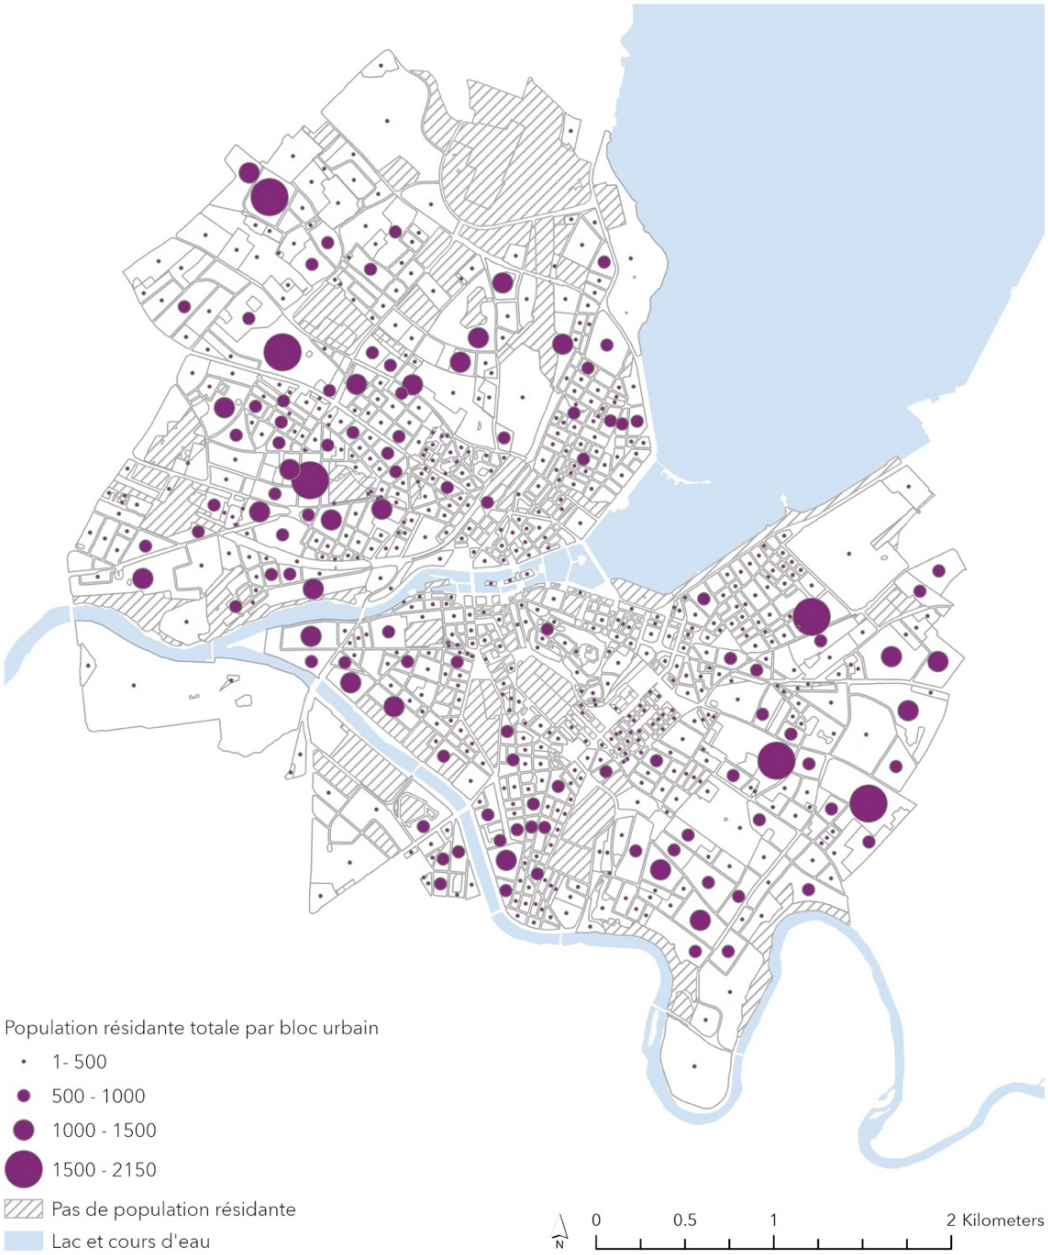 Population résidante totale par bloc urbain
1- 500
500 - 1000
1000 - 1500
1500 - 2150
Pas de population résidante
Lac et cours d'eau
N
0 0.5 1 2 Kilometers